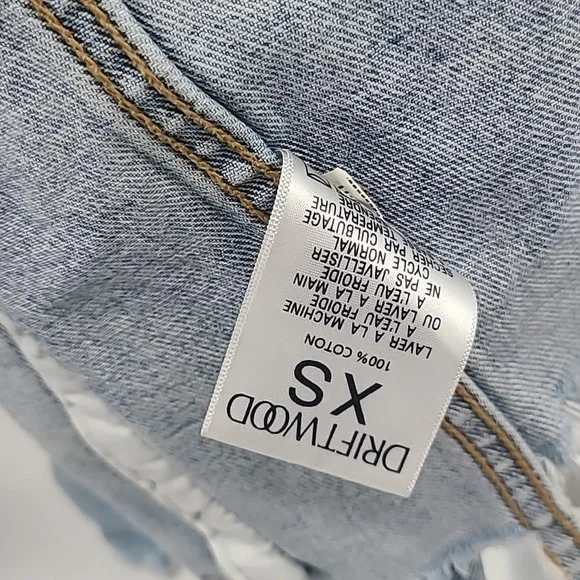 DRIFTWOOD
XS
100% COTON
LAVER A LA MACHINE
A L'EAU FROIDE
OU A LA MAIN
A L'EAU FROIDE
NE PAS JAVELLISER
CYCLE NORMAL
SECHER PAR CULBUTAGE
TEMPERATURE